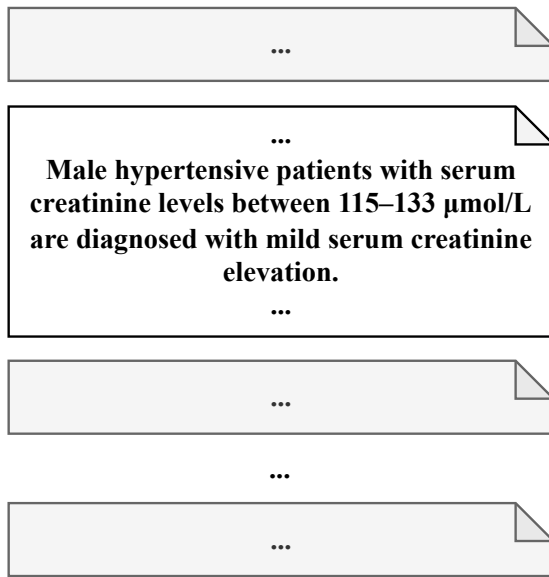 ...
...
Male hypertensive patients with serum
creatinine levels between 115–133 μmol/L
are diagnosed with mild serum creatinine
elevation.
...
...
...
...